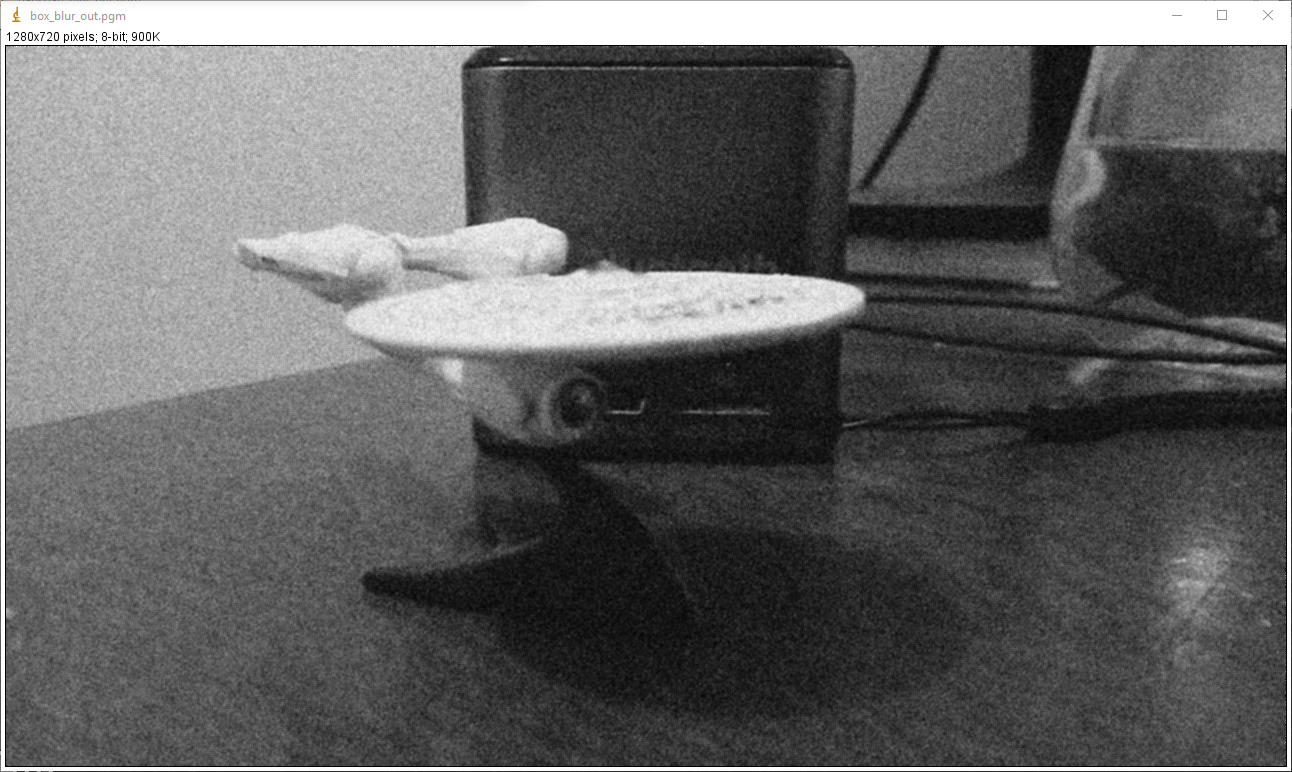 box_blur_out.pgm
1280x720 pixels; 8-bit; 900K